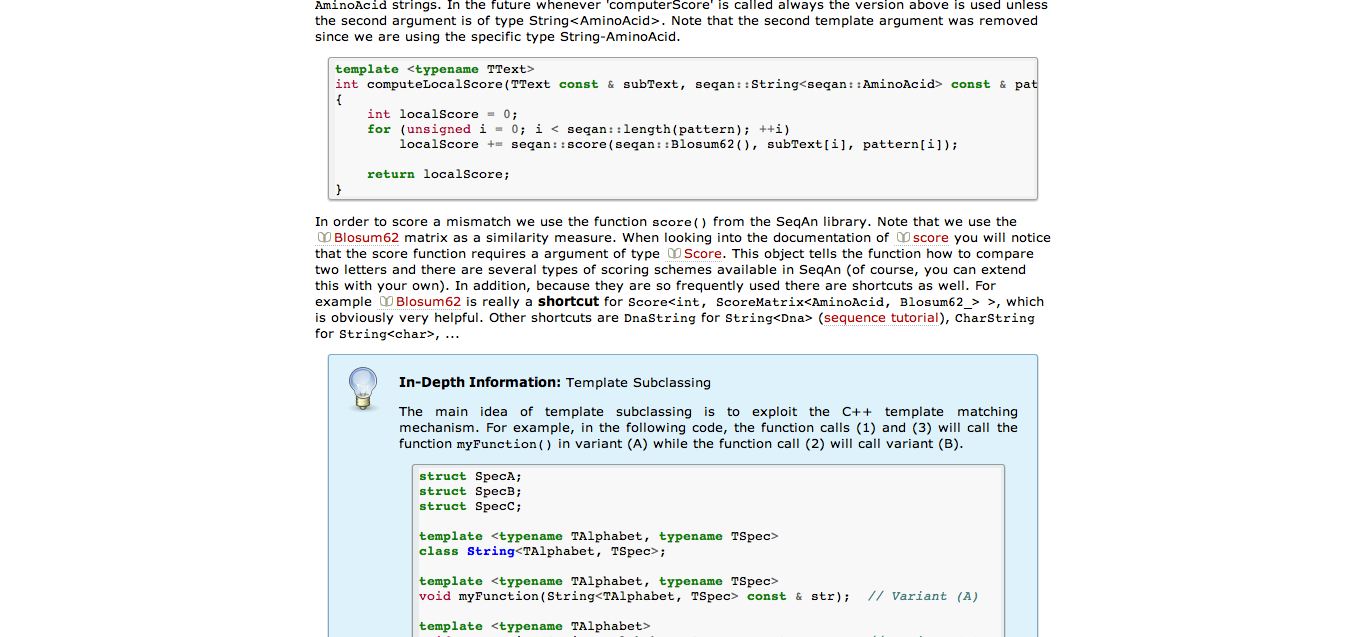 AminoAcid strings. In the future whenever 'computerScore' is called always the version above is used unless
the second argument is of type String<AminoAcid>. Note that the second template argument was removed
since we are using the specific type String-AminoAcid.
template <typename TText>
int computeLocalScore(TText const & subText, seqan::String<seqan::AminoAcid> const & pat
{
    int localScore = 0;
    for (unsigned i = 0; i < seqan::length(pattern); ++i)
        localScore += seqan::score(seqan::Blosum62(), subText[i], pattern[i]);
    return localScore;
}
In order to score a mismatch we use the function score() from the SeqAn library. Note that we use the
Blosum62 matrix as a similarity measure. When looking into the documentation of score you will notice
that the score function requires a argument of type Score. This object tells the function how to compare
two letters and there are several types of scoring schemes available in SeqAn (of course, you can extend
this with your own). In addition, because they are so frequently used there are shortcuts as well. For
example Blosum62 is really a shortcut for Score<int, ScoreMatrix<AminoAcid, Blosum62_> >, which
is obviously very helpful. Other shortcuts are DnaString for String<Dna> (sequence tutorial), CharString
for String<char>, ...
In-Depth Information: Template Subclassing
The main idea of template subclassing is to exploit the C++ template matching
mechanism. For example, in the following code, the function calls (1) and (3) will call the
function myFunction() in variant (A) while the function call (2) will call variant (B).
struct SpecA;
struct SpecB;
struct SpecC;
template <typename TAlphabet, typename TSpec>
class String<TAlphabet, TSpec>;
template <typename TAlphabet, typename TSpec>
void myFunction(String<TAlphabet, TSpec> const & str);  // Variant (A)
template <typename TAlphabet>